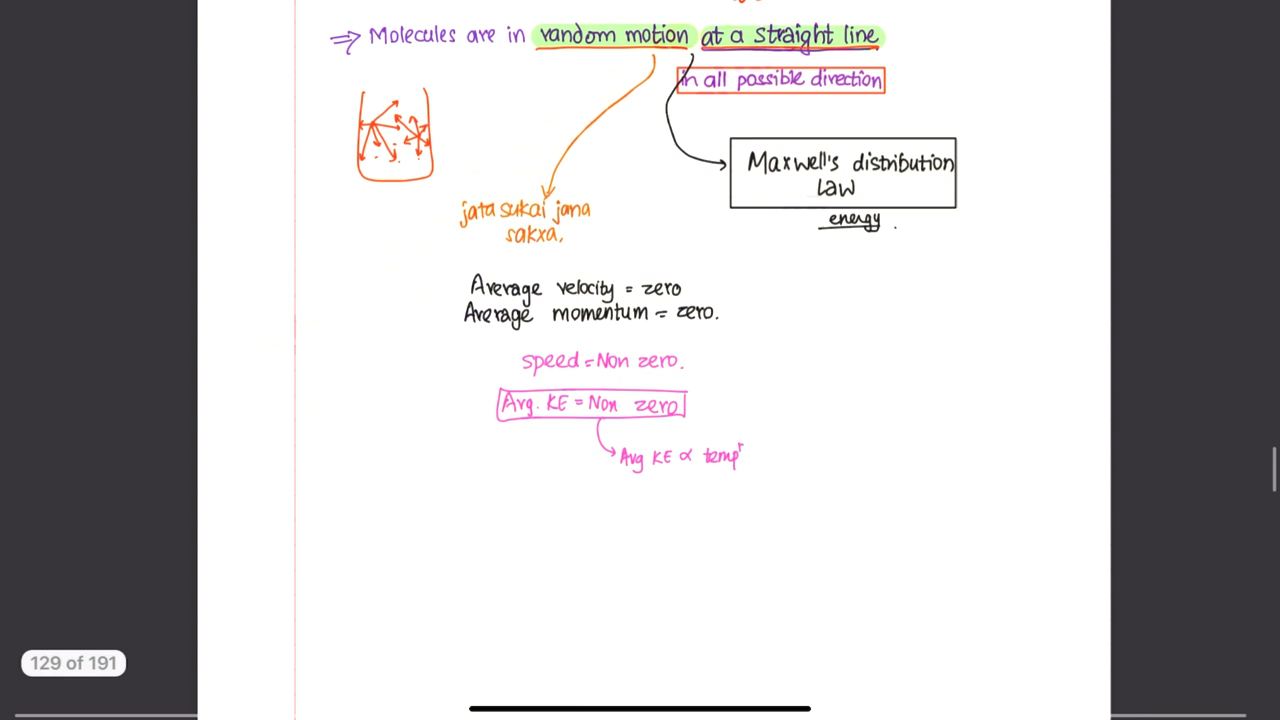 ⇒ Molecules are in random motion at a straight line
in all possible direction
Maxwell's distribution
law
energy.
jata sukai jana
sakxa.
Average velocity = zero
Average momentum = zero.
speed = Non zero.
Avg. KE = Non zero
Avg KE ∝ tempr
129 of 191